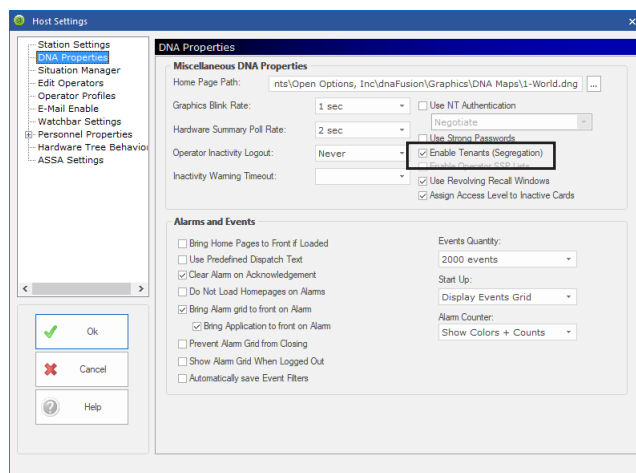 Host Settings
Station Settings
DNA Properties
Situation Manager
Edit Operators
Operator Profiles
E-Mail Enable
Watchbar Settings
Personnel Properties
Hardware Tree Behavior
ASSA Settings
Ok
Cancel
Help
DNA Properties
Miscellaneous DNA Properties
Home Page Path: nts\Open Options, Inc\dnaFusion\Graphics\DNA Maps\1-World.dng ...
Graphics Blink Rate: 1 sec
Hardware Summary Poll Rate: 2 sec
Operator Inactivity Logout: Never
Inactivity Warning Timeout:
Use NT Authentication
Negotiate
Use Strong Passwords
Enable Tenants (Segregation)
Enable Operator SSP Lists
Use Revolving Recall Windows
Assign Access Level to Inactive Cards
Alarms and Events
Bring Home Pages to Front if Loaded
Use Predefined Dispatch Text
Clear Alarm on Acknowledgement
Do Not Load Homepages on Alarms
Bring Alarm grid to front on Alarm
Bring Application to front on Alarm
Prevent Alarm Grid from Closing
Show Alarm Grid When Logged Out
Automatically save Event Filters
Events Quantity:
2000 events
Start Up:
Display Events Grid
Alarm Counter:
Show Colors + Counts